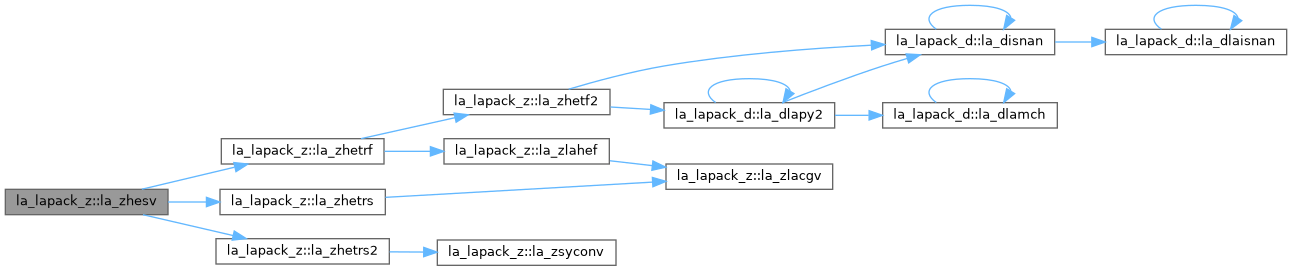 la_lapack_z::la_zhesv
la_lapack_z::la_zhetrf
la_lapack_z::la_zhetrs
la_lapack_z::la_zhetrs2
la_lapack_z::la_zhetf2
la_lapack_z::la_zlahef
la_lapack_z::la_zsyconv
la_lapack_d::la_dlapy2
la_lapack_z::la_zlacgv
la_lapack_d::la_disnan
la_lapack_d::la_dlamch
la_lapack_d::la_dlaisnan